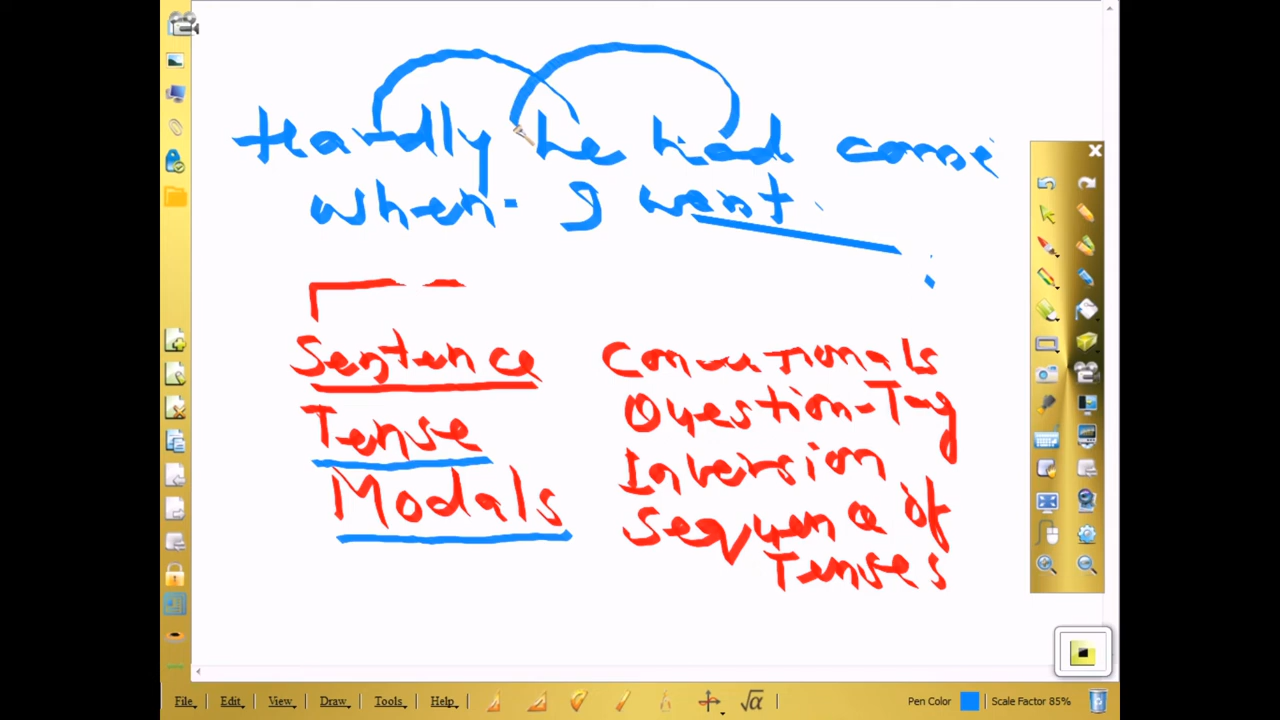 Hardly he had come
when I went.
Sentence
Tense
Modals
Conditionals
Question-Tag
Inversion
Sequence of
Tenses
File Edit View Draw Tools Help Pen Color Scale Factor 85%